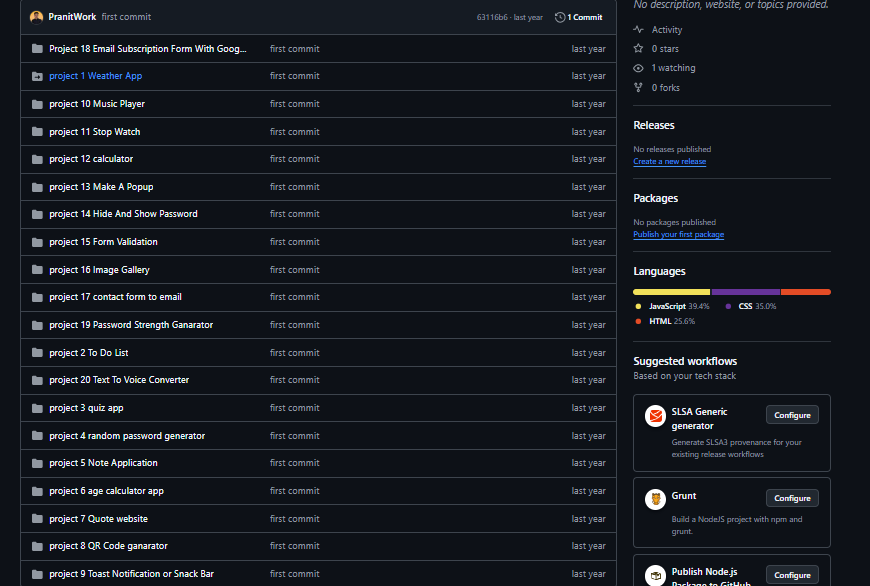 PranitWork first commit 63116b6 · last year 1 Commit
Project 18 Email Subscription Form With Goog... first commit last year
project 1 Weather App first commit last year
project 10 Music Player first commit last year
project 11 Stop Watch first commit last year
project 12 calculator first commit last year
project 13 Make A Popup first commit last year
project 14 Hide And Show Password first commit last year
project 15 Form Validation first commit last year
project 16 Image Gallery first commit last year
project 17 contact form to email first commit last year
project 19 Password Strength Ganarator first commit last year
project 2 To Do List first commit last year
project 20 Text To Voice Converter first commit last year
project 3 quiz app first commit last year
project 4 random password generator first commit last year
project 5 Note Application first commit last year
project 6 age calculator app first commit last year
project 7 Quote website first commit last year
project 8 QR Code ganarator first commit last year
project 9 Toast Notification or Snack Bar first commit last year
No description, website, or topics provided.
Activity
0 stars
1 watching
0 forks
Releases
No releases published
Create a new release
Packages
No packages published
Publish your first package
Languages
JavaScript 39.4% CSS 35.0%
HTML 25.6%
Suggested workflows
Based on your tech stack
SLSA Generic
generator
Configure
Generate SLSA3 provenance for your
existing release workflows
Grunt
Configure
Build a NodeJS project with npm and
grunt.
Publish Node.js
Package to GitHub
Configure